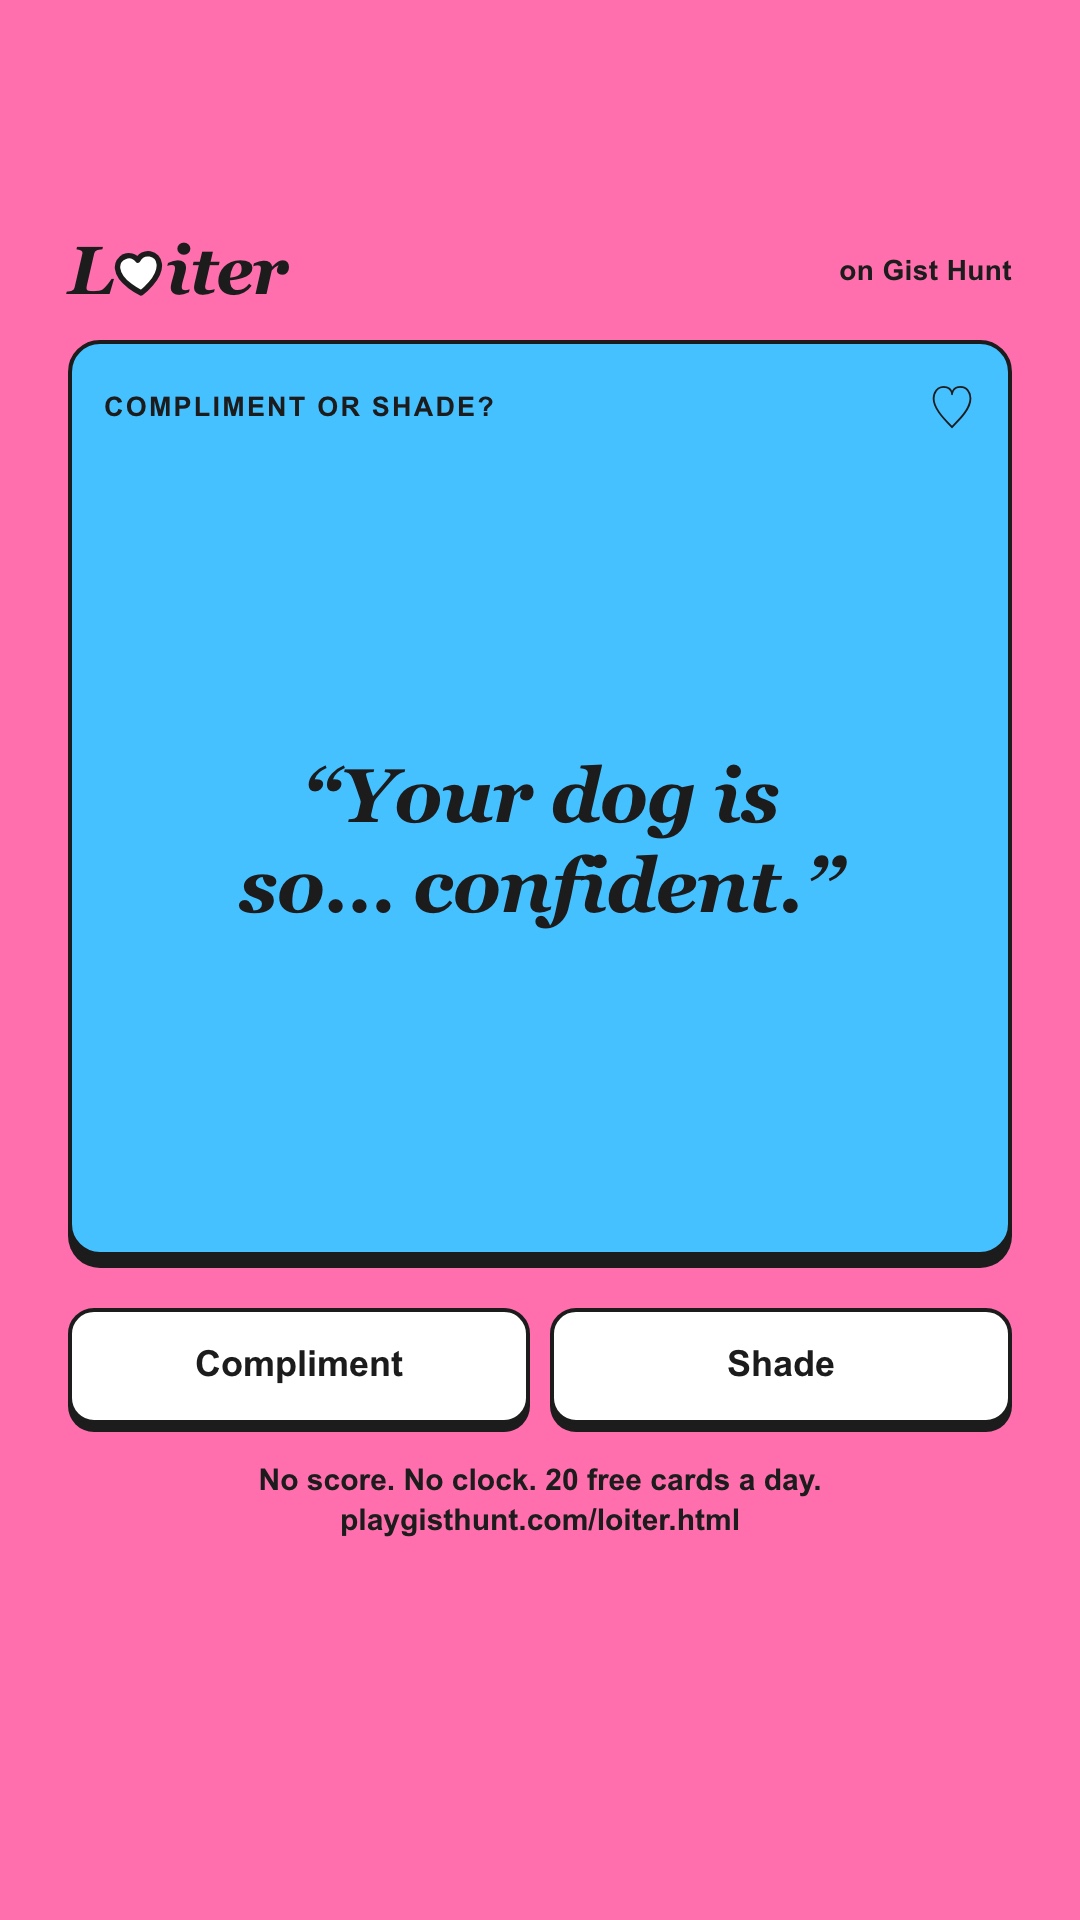 Loiter
on Gist Hunt
COMPLIMENT OR SHADE?
“Your dog is
so... confident.”
Compliment
Shade
No score. No clock. 20 free cards a day.
playgisthunt.com/loiter.html